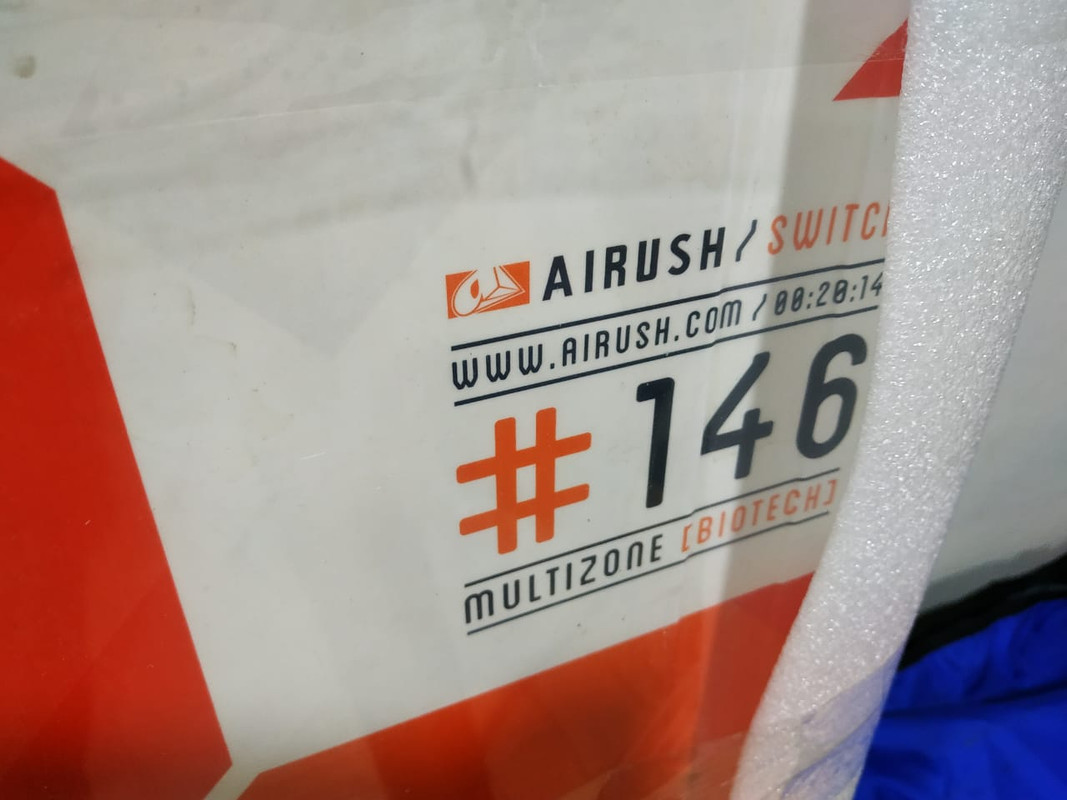 AIRUSH / SWITC
WWW.AIRUSH.COM / 00:20:14
#146
MULTIZONE [BIOTECH]